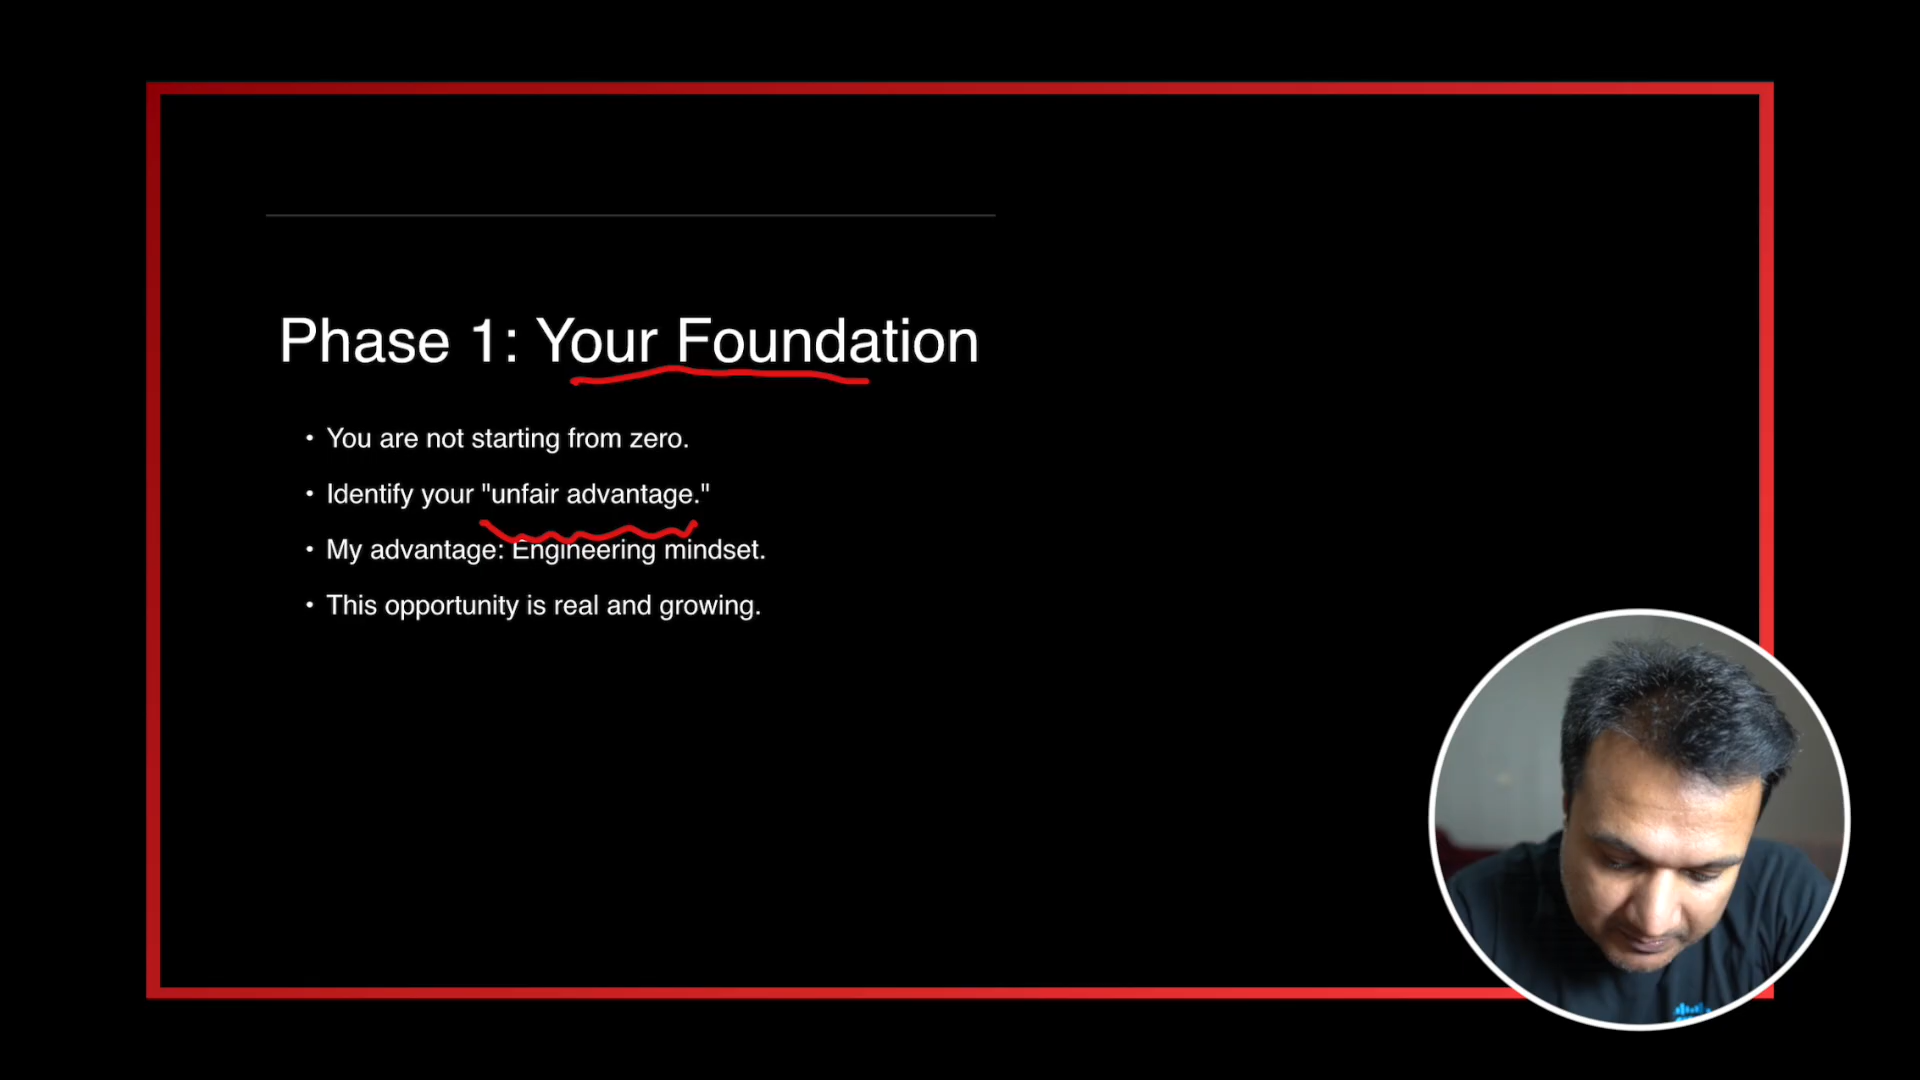 Phase 1: Your Foundation
• You are not starting from zero.
• Identify your "unfair advantage."
• My advantage: Engineering mindset.
• This opportunity is real and growing.